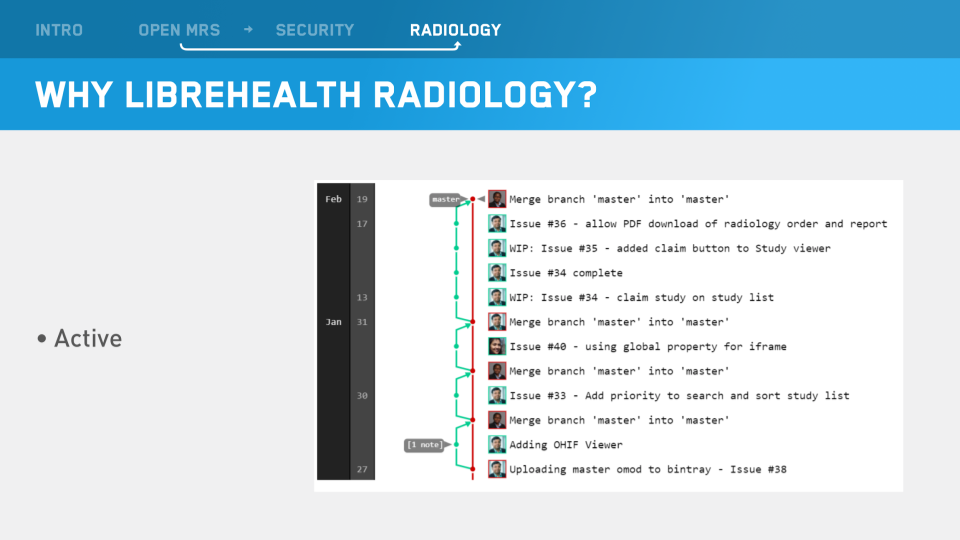 INTRO OPEN MRS → SECURITY RADIOLOGY
WHY LIBREHEALTH RADIOLOGY?
• Active
Feb 19 master Merge branch 'master' into 'master'
17 Issue #36 - allow PDF download of radiology order and report
WIP: Issue #35 - added claim button to Study viewer
Issue #34 complete
13 WIP: Issue #34 - claim study on study list
Jan 31 Merge branch 'master' into 'master'
Issue #40 - using global property for iframe
Merge branch 'master' into 'master'
30 Issue #33 - Add priority to search and sort study list
Merge branch 'master' into 'master'
[1 note] Adding OHIF Viewer
27 Uploading master omod to bintray - Issue #38